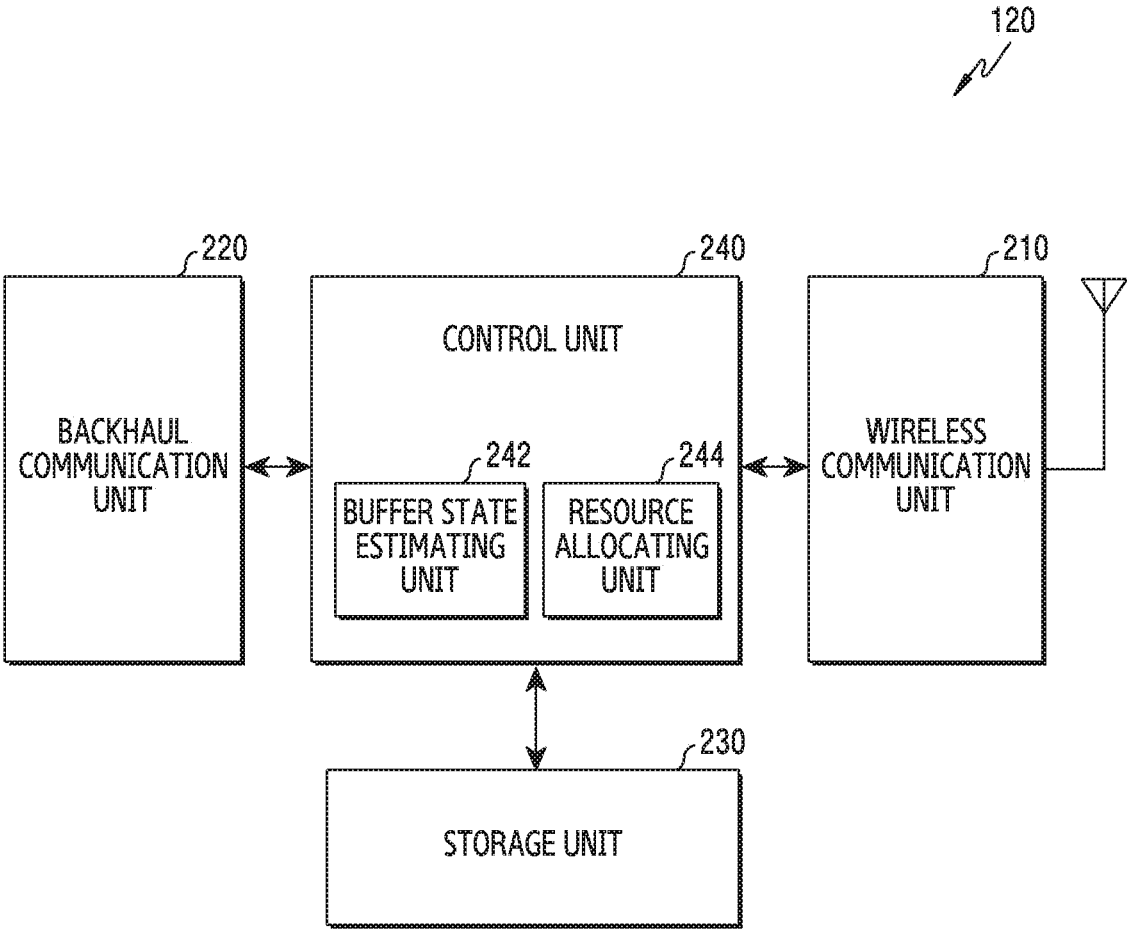 120
220
240
210
CONTROL UNIT
BACKHAUL
COMMUNICATION
UNIT
WIRELESS
COMMUNICATION
UNIT
242
244
BUFFER STATE
ESTIMATING
UNIT
RESOURCE
ALLOCATING
UNIT
230
STORAGE UNIT